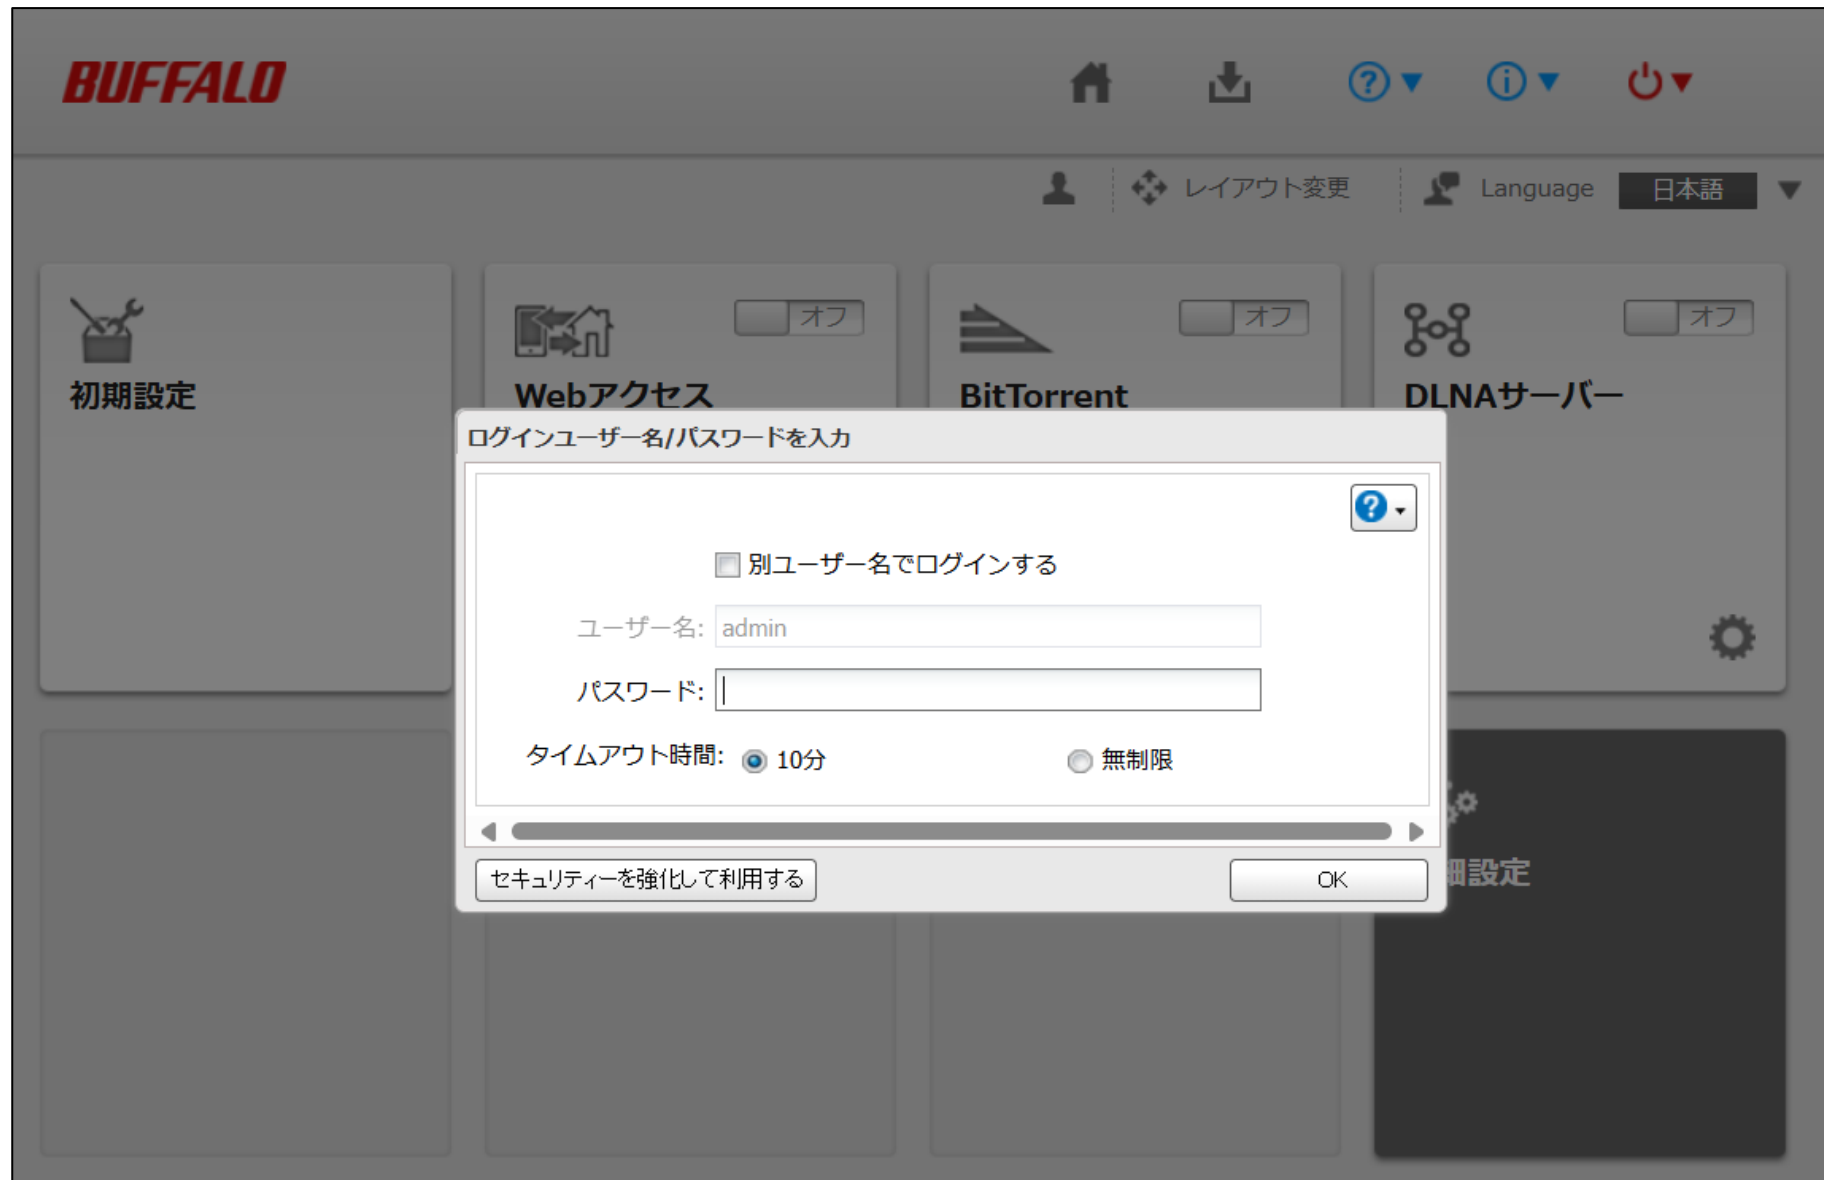 BUFFALO
レイアウト変更
Language
日本語
初期設定
オフ
Webアクセス
オフ
BitTorrent
オフ
DLNAサーバー
ログインユーザー名/パスワードを入力
別ユーザー名でログインする
ユーザー名: admin
パスワード:
タイムアウト時間: 10分 無制限
セキュリティーを強化して利用する
OK
細設定